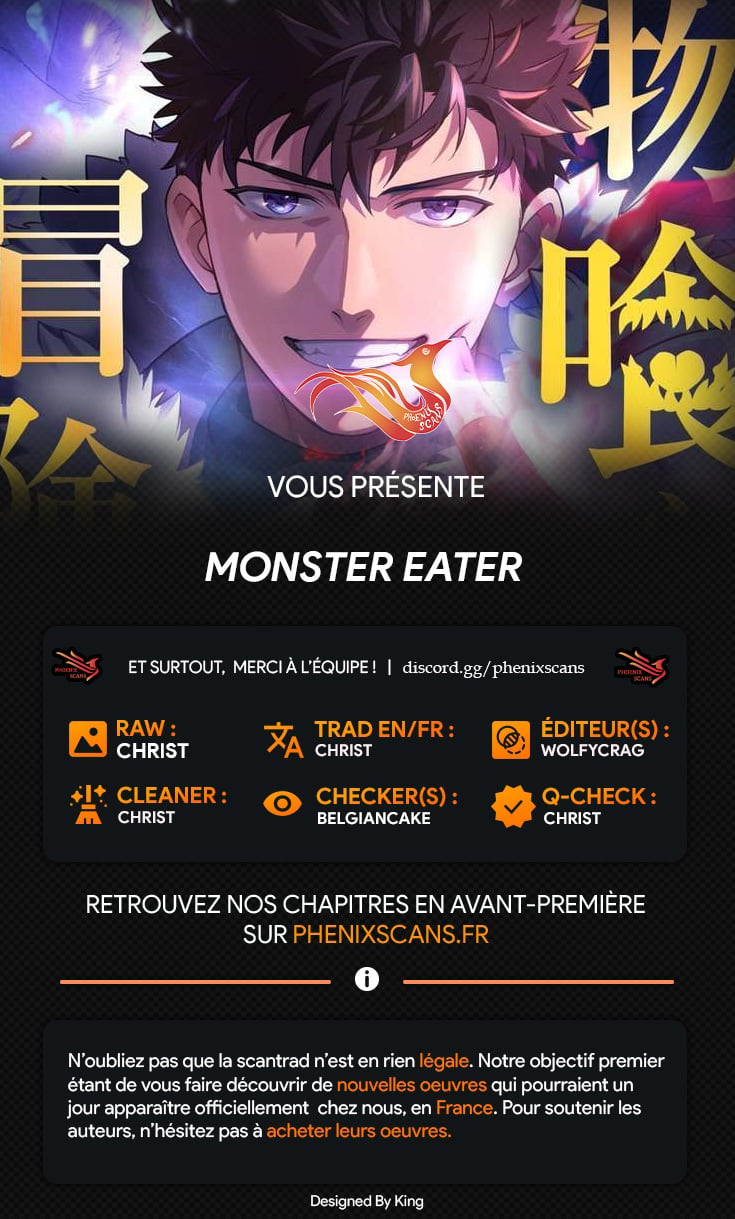 物
冒
喰
険
PHOENIX
SCANS
VOUS PRÉSENTE
MONSTER EATER
PHOENIX
SCANS
ET SURTOUT, MERCI À L'ÉQUIPE ! | discord.gg/phenixscans
PHOENIX
SCANS
RAW :
CHRIST
TRAD EN/FR :
CHRIST
ÉDITEUR(S) :
WOLFYCRAG
CLEANER :
CHRIST
CHECKER(S) :
BELGIANCAKE
Q-CHECK :
CHRIST
RETROUVEZ NOS CHAPITRES EN AVANT-PREMIÈRE
SUR PHENIXSCANS.FR
N'oubliez pas que la scantrad n'est en rien légale. Notre objectif premier
étant de vous faire découvrir de nouvelles oeuvres qui pourraient un
jour apparaître officiellement chez nous, en France. Pour soutenir les
auteurs, n'hésitez pas à acheter leurs oeuvres.
Designed By King